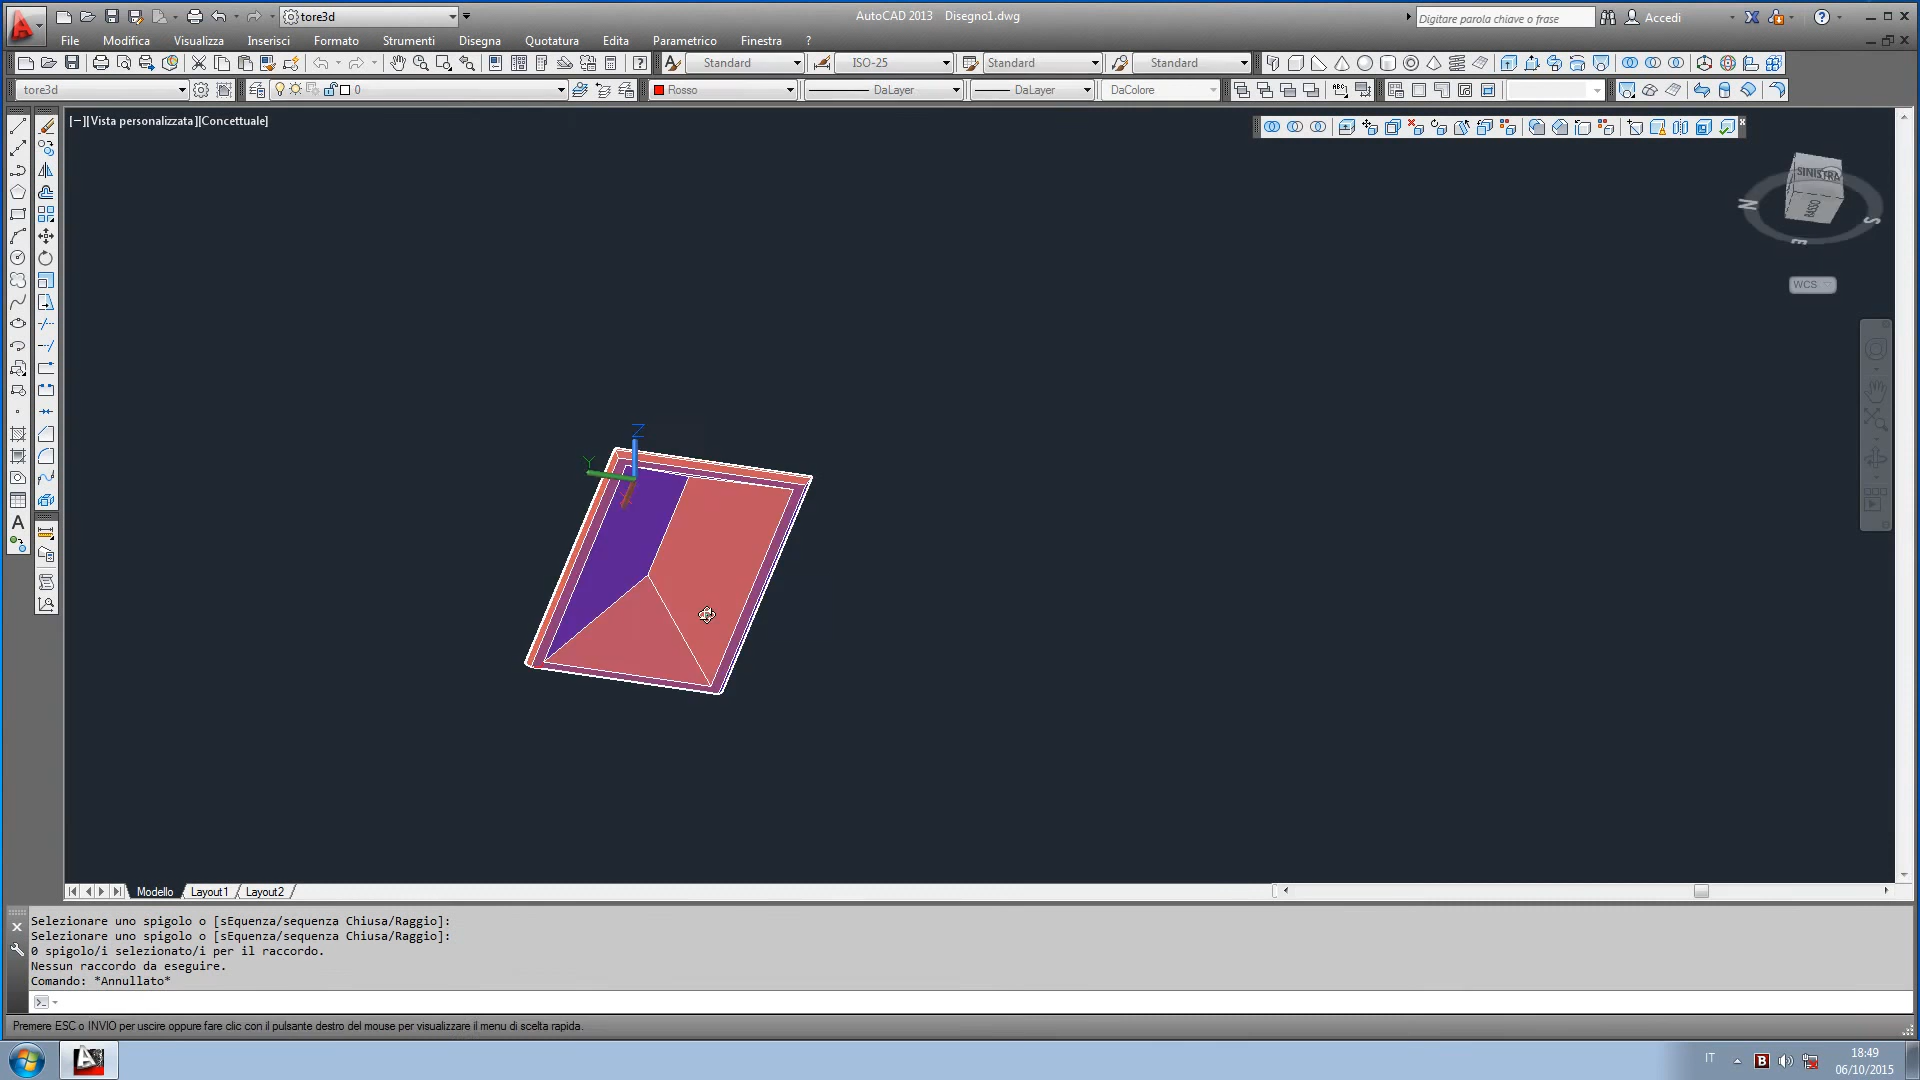 tore3d
AutoCAD 2013 Disegno1.dwg
Digitare parola chiave o frase
Accedi
File Modifica Visualizza Inserisci Formato Strumenti Disegna Quotatura Edita Parametrico Finestra ?
Standard ISO-25 Standard Standard
tore3d 0 Rosso DaLayer DaLayer DaColore
[−][Vista personalizzata][Concettuale]
SINISTRA
BASSO
N
S
E
WCS
Z
Y
X
A
Modello Layout1 Layout2
Selezionare uno spigolo o [sEquenza/sequenza Chiusa/Raggio]:
Selezionare uno spigolo o [sEquenza/sequenza Chiusa/Raggio]:
0 spigolo/i selezionato/i per il raccordo.
Nessun raccordo da eseguire.
Comando: *Annullato*
Premere ESC o INVIO per uscire oppure fare clic con il pulsante destro del mouse per visualizzare il menu di scelta rapida.
IT
B
18:49
06/10/2015